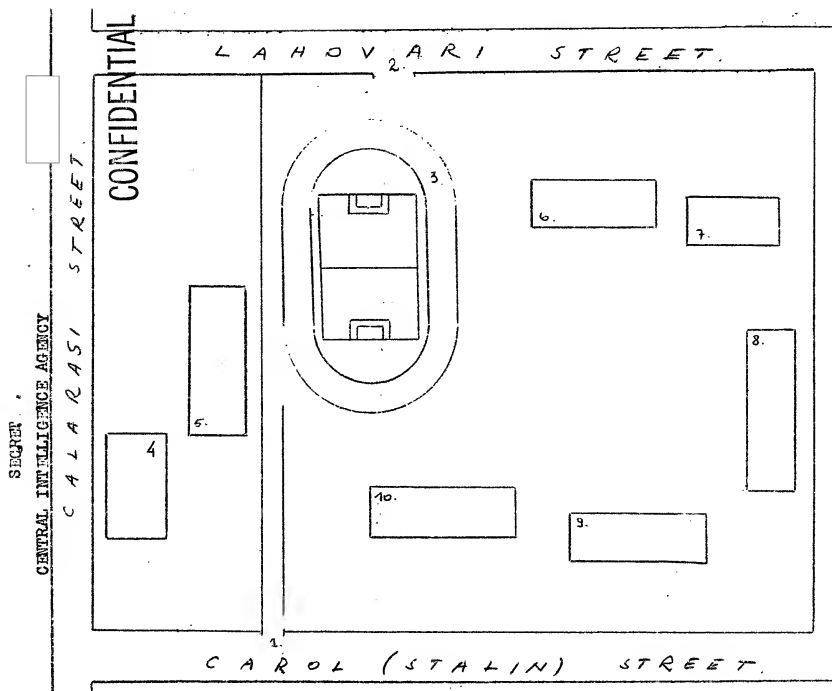 LAHOVARI STREET.
2.
CONFIDENTIAL
SECRET.
CENTRAL INTELLIGENCE AGENCY
CALARASI STREET.
3.
6.
7.
8.
5.
4
10.
9.
1.
CAROL (STALIN) STREET.